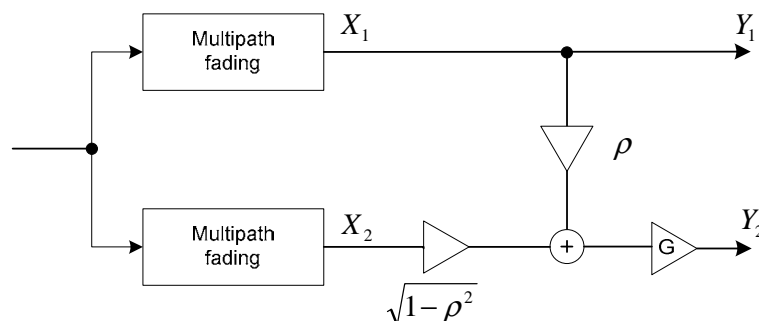 Multipath
fading
X₁
Y₁
ρ
Multipath
fading
X₂
√(1−ρ²)
+
G
Y₂